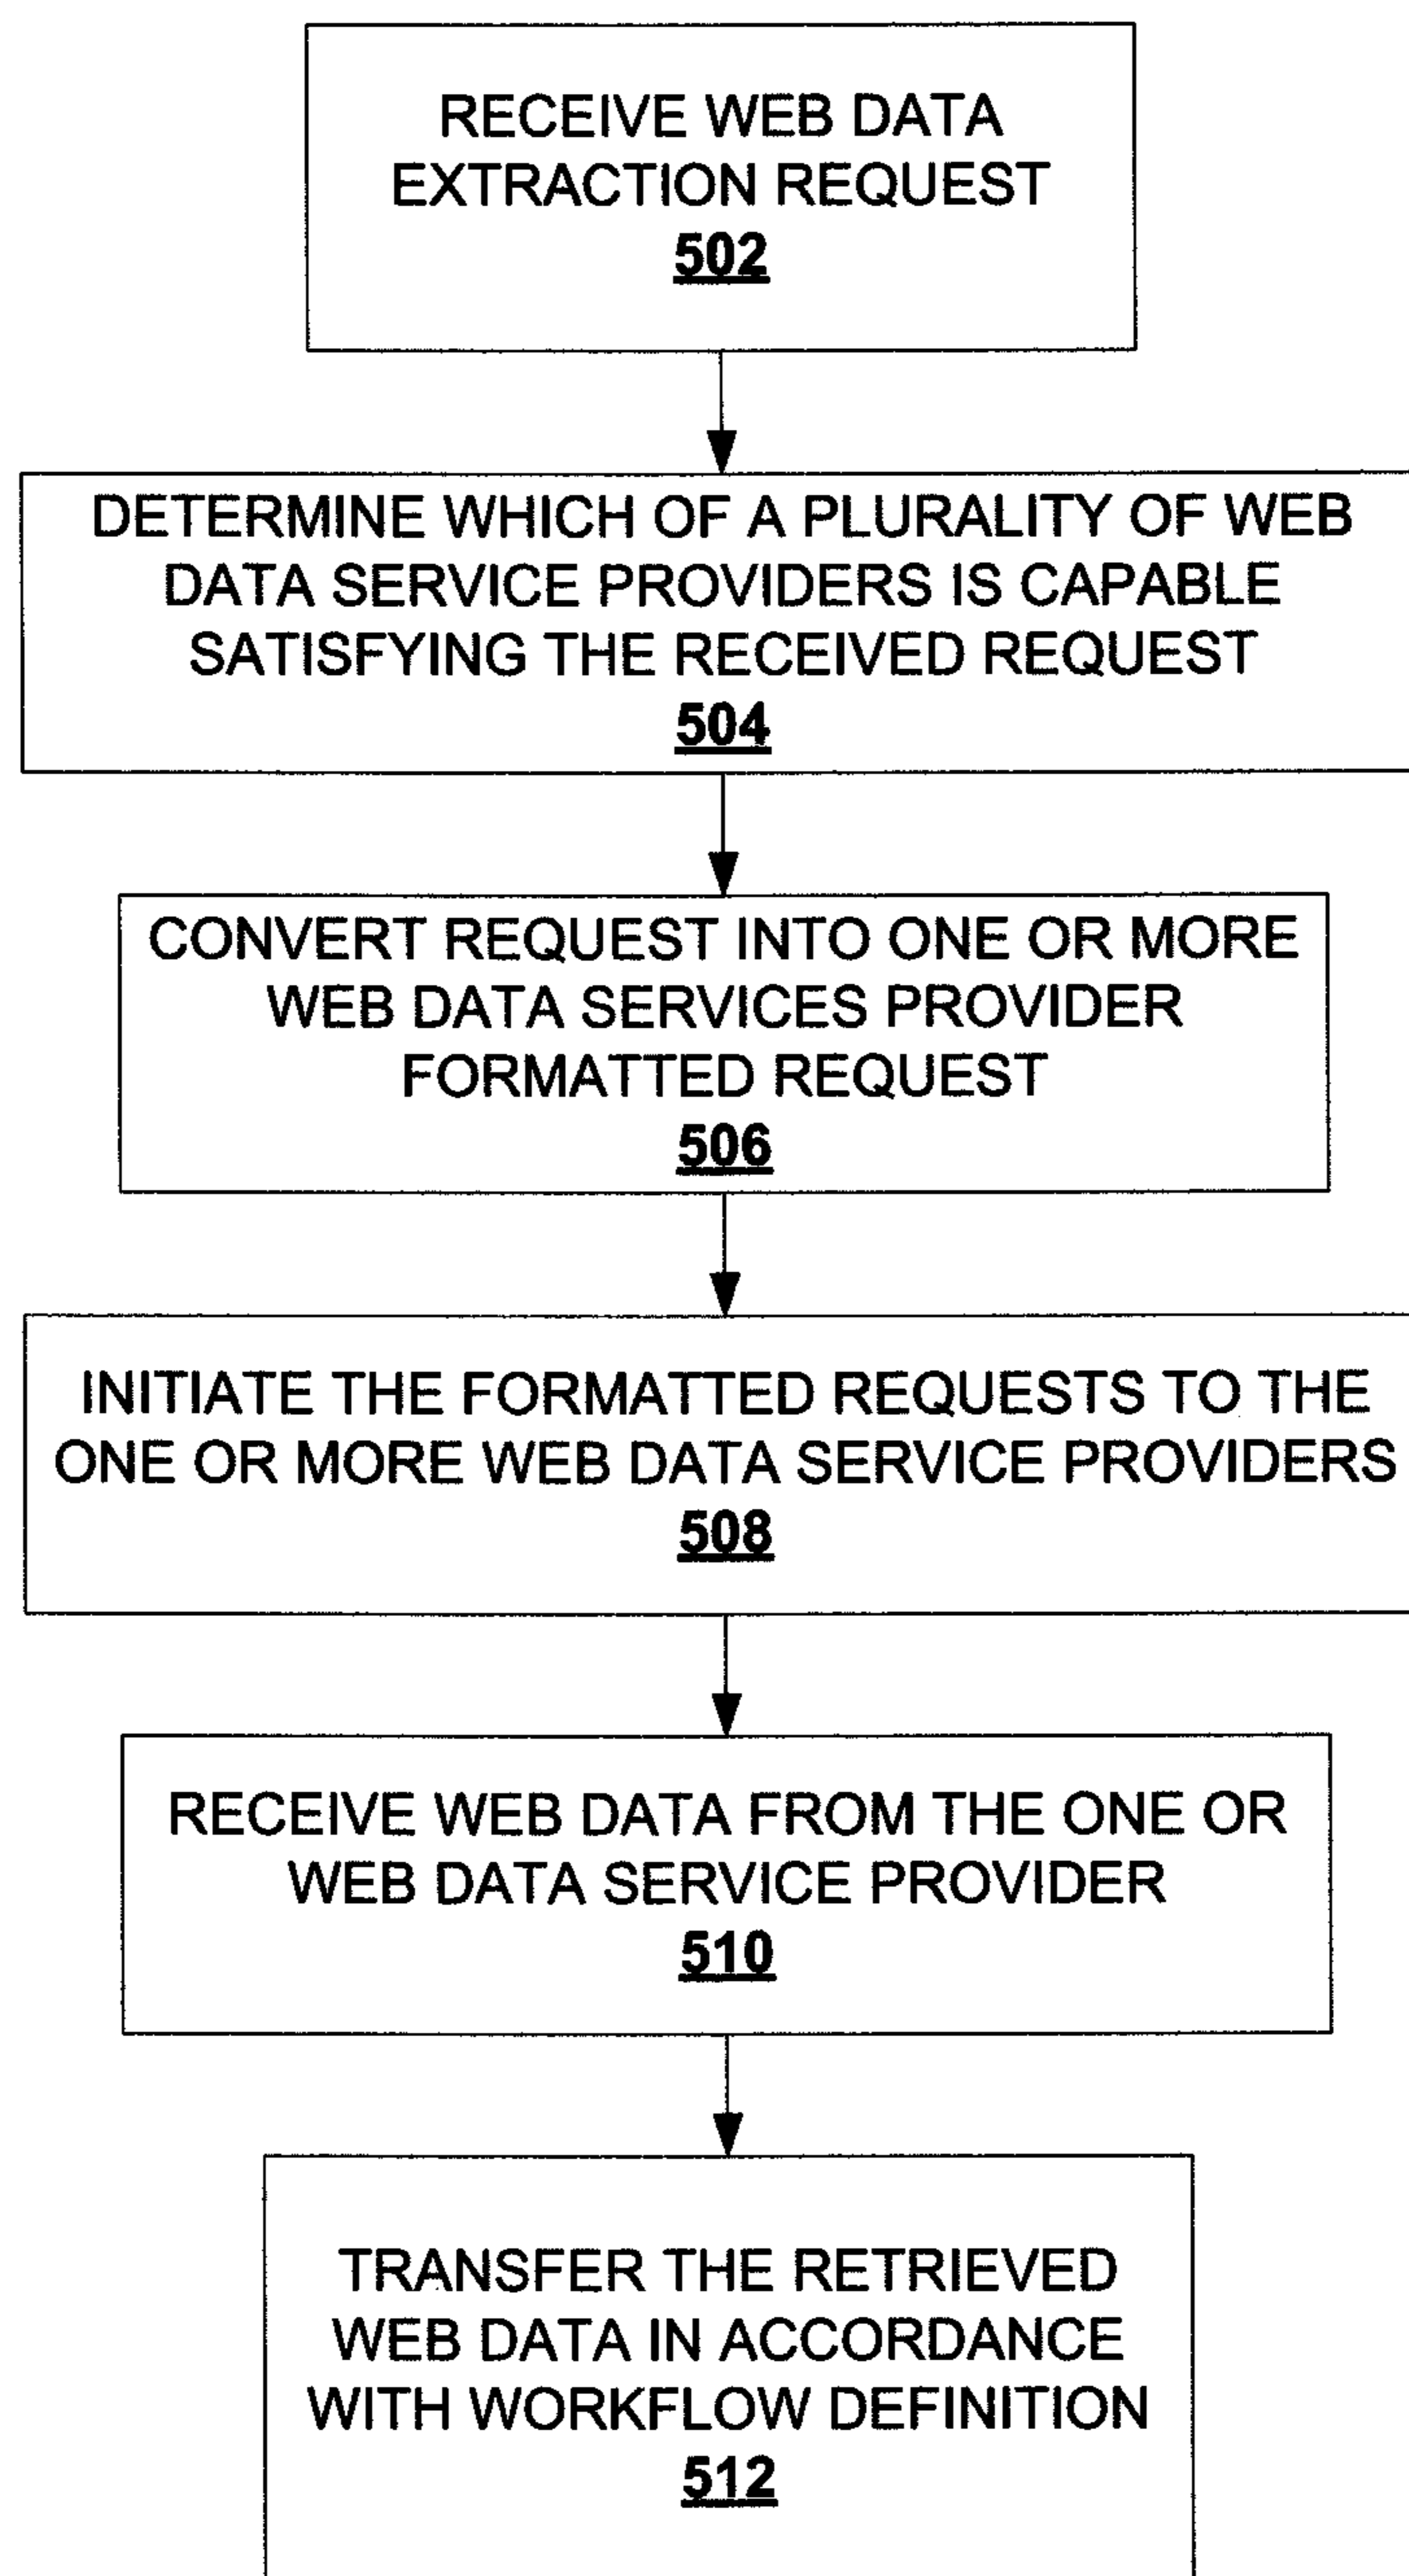 RECEIVE WEB DATA
EXTRACTION REQUEST
502
DETERMINE WHICH OF A PLURALITY OF WEB
DATA SERVICE PROVIDERS IS CAPABLE
SATISFYING THE RECEIVED REQUEST
504
CONVERT REQUEST INTO ONE OR MORE
WEB DATA SERVICES PROVIDER
FORMATTED REQUEST
506
INITIATE THE FORMATTED REQUESTS TO THE
ONE OR MORE WEB DATA SERVICE PROVIDERS
508
RECEIVE WEB DATA FROM THE ONE OR
WEB DATA SERVICE PROVIDER
510
TRANSFER THE RETRIEVED
WEB DATA IN ACCORDANCE
WITH WORKFLOW DEFINITION
512